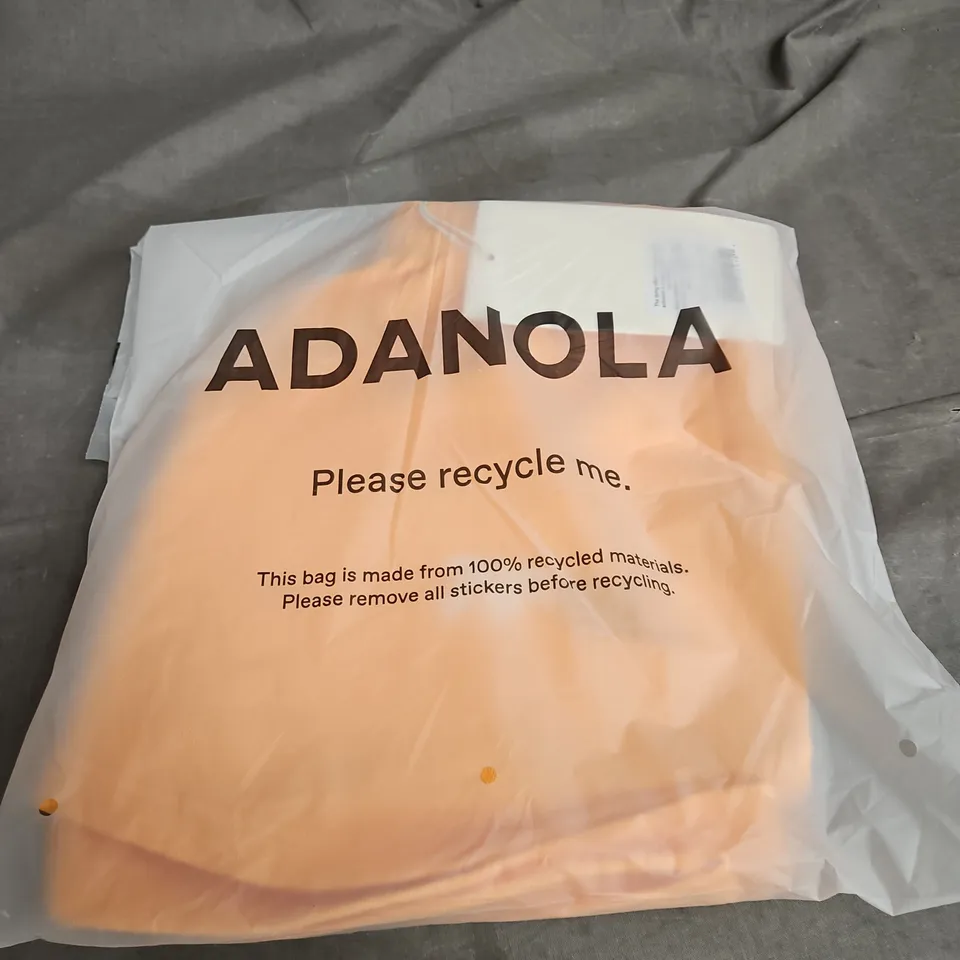 ADANOLA
Please recycle me.
This bag is made from 100% recycled materials.
Please remove all stickers before recycling.